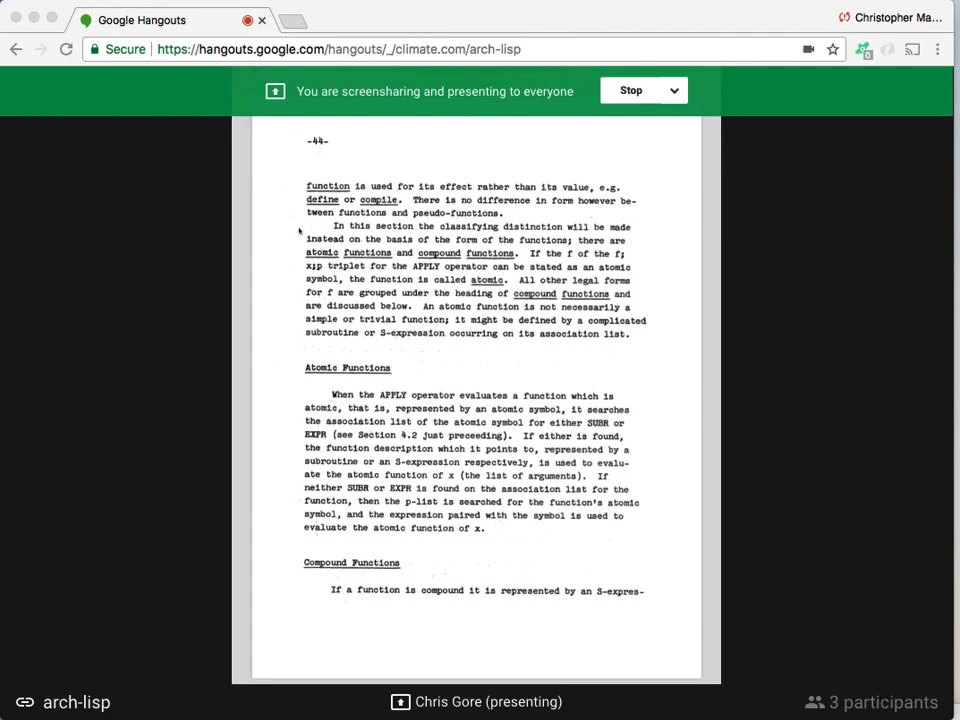 Google Hangouts
Christopher Ma...
Secure https://hangouts.google.com/hangouts/_/climate.com/arch-lisp
0
You are screensharing and presenting to everyone
Stop
-44-
function is used for its effect rather than its value, e.g.
define or compile. There is no difference in form however be-
tween functions and pseudo-functions.
In this section the classifying distinction will be made
instead on the basis of the form of the functions; there are
atomic functions and compound functions. If the f of the f;
x;p triplet for the APPLY operator can be stated as an atomic
symbol, the function is called atomic. All other legal forms
for f are grouped under the heading of compound functions and
are discussed below. An atomic function is not necessarily a
simple or trivial function; it might be defined by a complicated
subroutine or S-expression occurring on its association list.
Atomic Functions
When the APPLY operator evaluates a function which is
atomic, that is, represented by an atomic symbol, it searches
the association list of the atomic symbol for either SUBR or
EXPR (see Section 4.2 just preceeding). If either is found,
the function description which it points to, represented by a
subroutine or an S-expression respectively, is used to evalu-
ate the atomic function of x (the list of arguments). If
neither SUBR or EXPR is found on the association list for the
function, then the p-list is searched for the function's atomic
symbol, and the expression paired with the symbol is used to
evaluate the atomic function of x.
Compound Functions
If a function is compound it is represented by an S-expres-
arch-lisp
Chris Gore (presenting)
3 participants